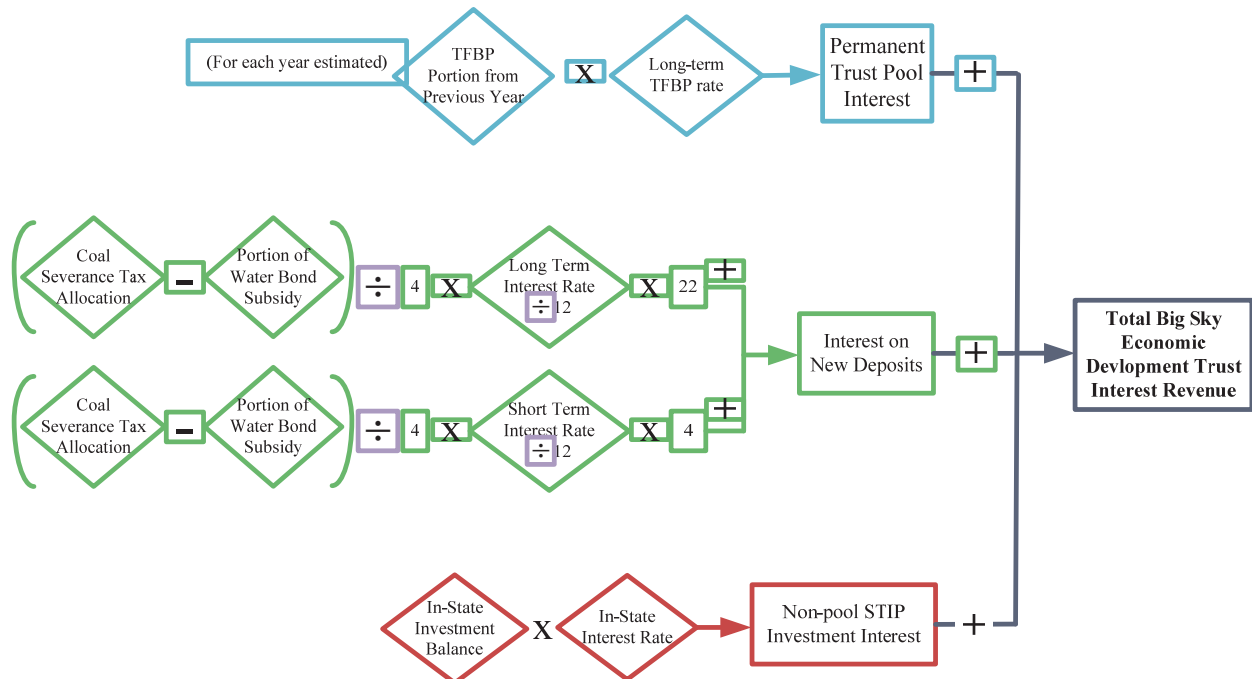 (For each year estimated)
TFBP
Portion from
Previous Year
X
Long-term
TFBP rate
Permanent
Trust Pool
Interest
+
Coal
Severance Tax
Allocation
-
Portion of
Water Bond
Subsidy
÷
4
X
Long Term
Interest Rate
÷ 12
X
22
+
Coal
Severance Tax
Allocation
-
Portion of
Water Bond
Subsidy
÷
4
X
Short Term
Interest Rate
÷ 12
X
4
+
Interest on
New Deposits
+
Total Big Sky
Economic
Devlopment Trust
Interest Revenue
In-State
Investment
Balance
X
In-State
Interest Rate
Non-pool STIP
Investment Interest
+